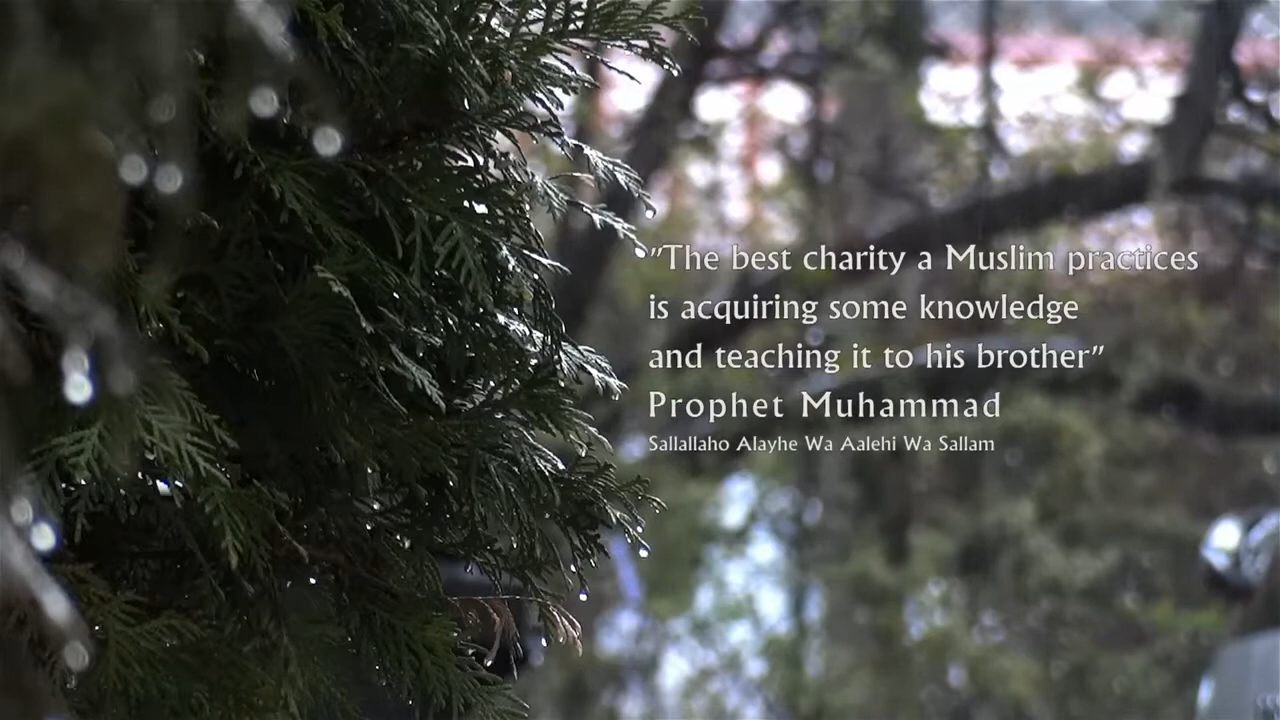 "The best charity a Muslim practices
is acquiring some knowledge
and teaching it to his brother"
Prophet Muhammad
Sallallaho Alayhe Wa Aalehi Wa Sallam